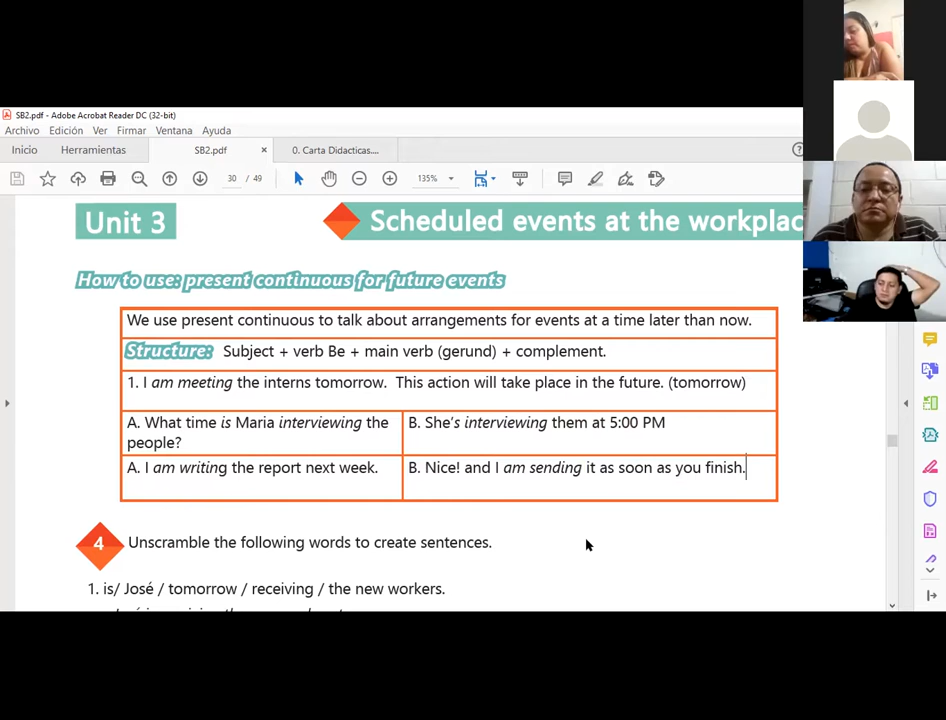 SB2.pdf - Adobe Acrobat Reader DC (32-bit)
Archivo Edición Ver Firmar Ventana Ayuda
Inicio Herramientas SB2.pdf × 0. Carta Didacticas....
30 / 49 135%
Unit 3 Scheduled events at the workplac
How to use: present continuous for future events
We use present continuous to talk about arrangements for events at a time later than now.
Structure: Subject + verb Be + main verb (gerund) + complement.
1. I am meeting the interns tomorrow. This action will take place in the future. (tomorrow)
A. What time is Maria interviewing the people?
B. She's interviewing them at 5:00 PM
A. I am writing the report next week.
B. Nice! and I am sending it as soon as you finish.
4 Unscramble the following words to create sentences.
1. is/ José / tomorrow / receiving / the new workers.